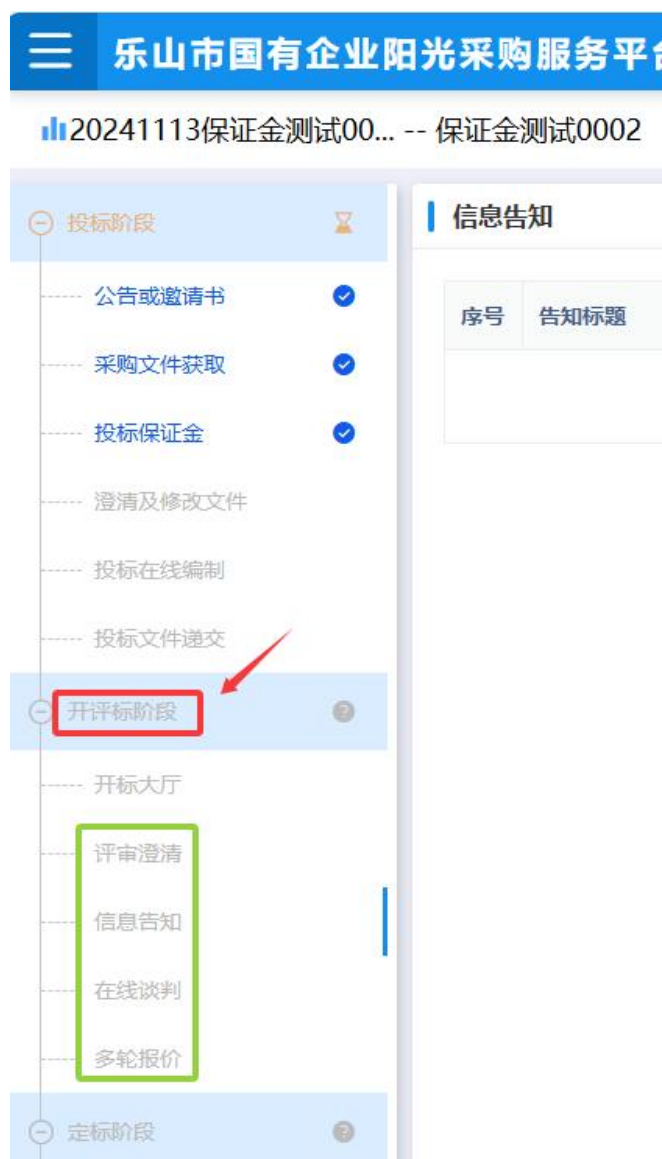 乐山市国有企业阳光采购服务平台
20241113保证金测试00... -- 保证金测试0002
投标阶段
信息告知
公告或邀请书
序号 告知标题
采购文件获取
投标保证金
澄清及修改文件
投标在线编制
投标文件递交
开评标阶段
开标大厅
评审澄清
信息告知
在线谈判
多轮报价
定标阶段